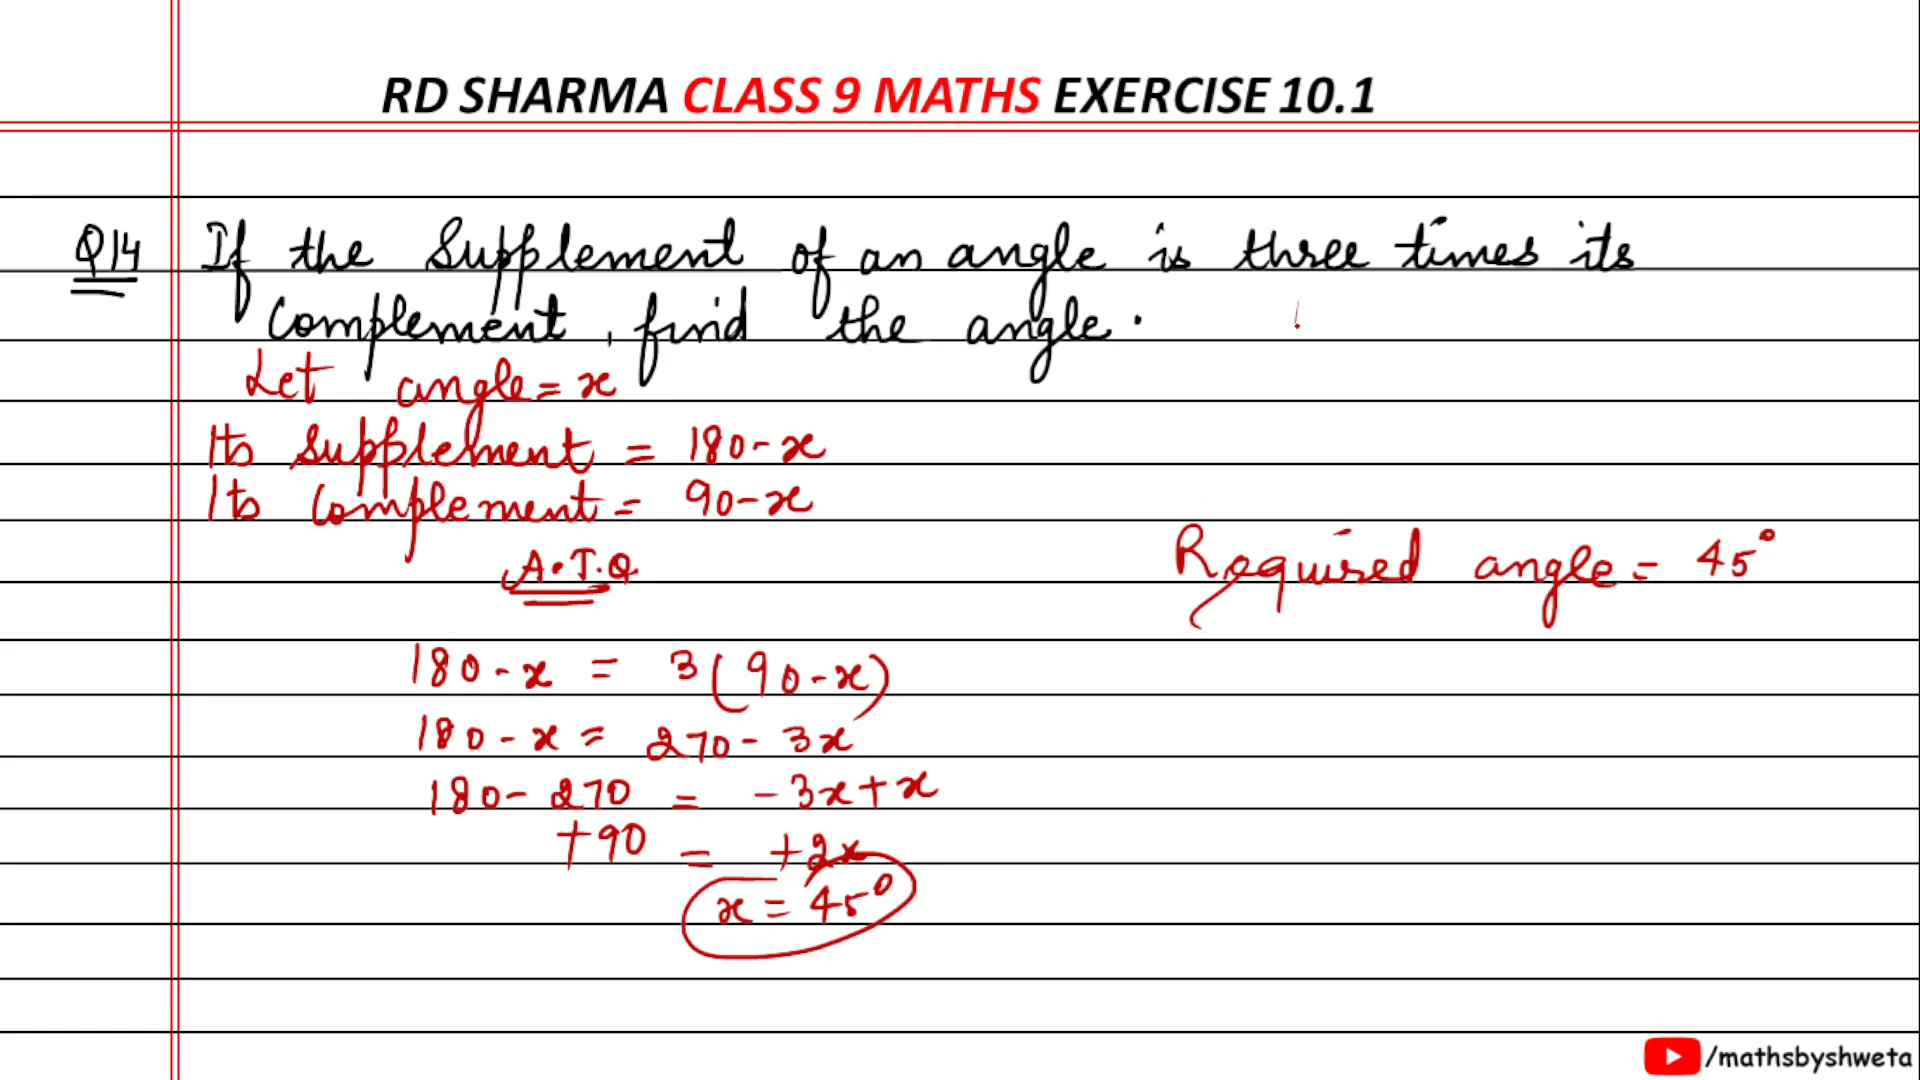 RD SHARMA CLASS 9 MATHS EXERCISE 10.1
Q14 If the Supplement of an angle is three times its
complement, find the angle.
Let angle = x
Its Supplement = 180 - x
Its Complement = 90 - x
A.T.Q
Required angle = 45°
180 - x = 3(90 - x)
180 - x = 270 - 3x
180 - 270 = -3x + x
+90 = +2x
x = 45°
/mathsbyshweta